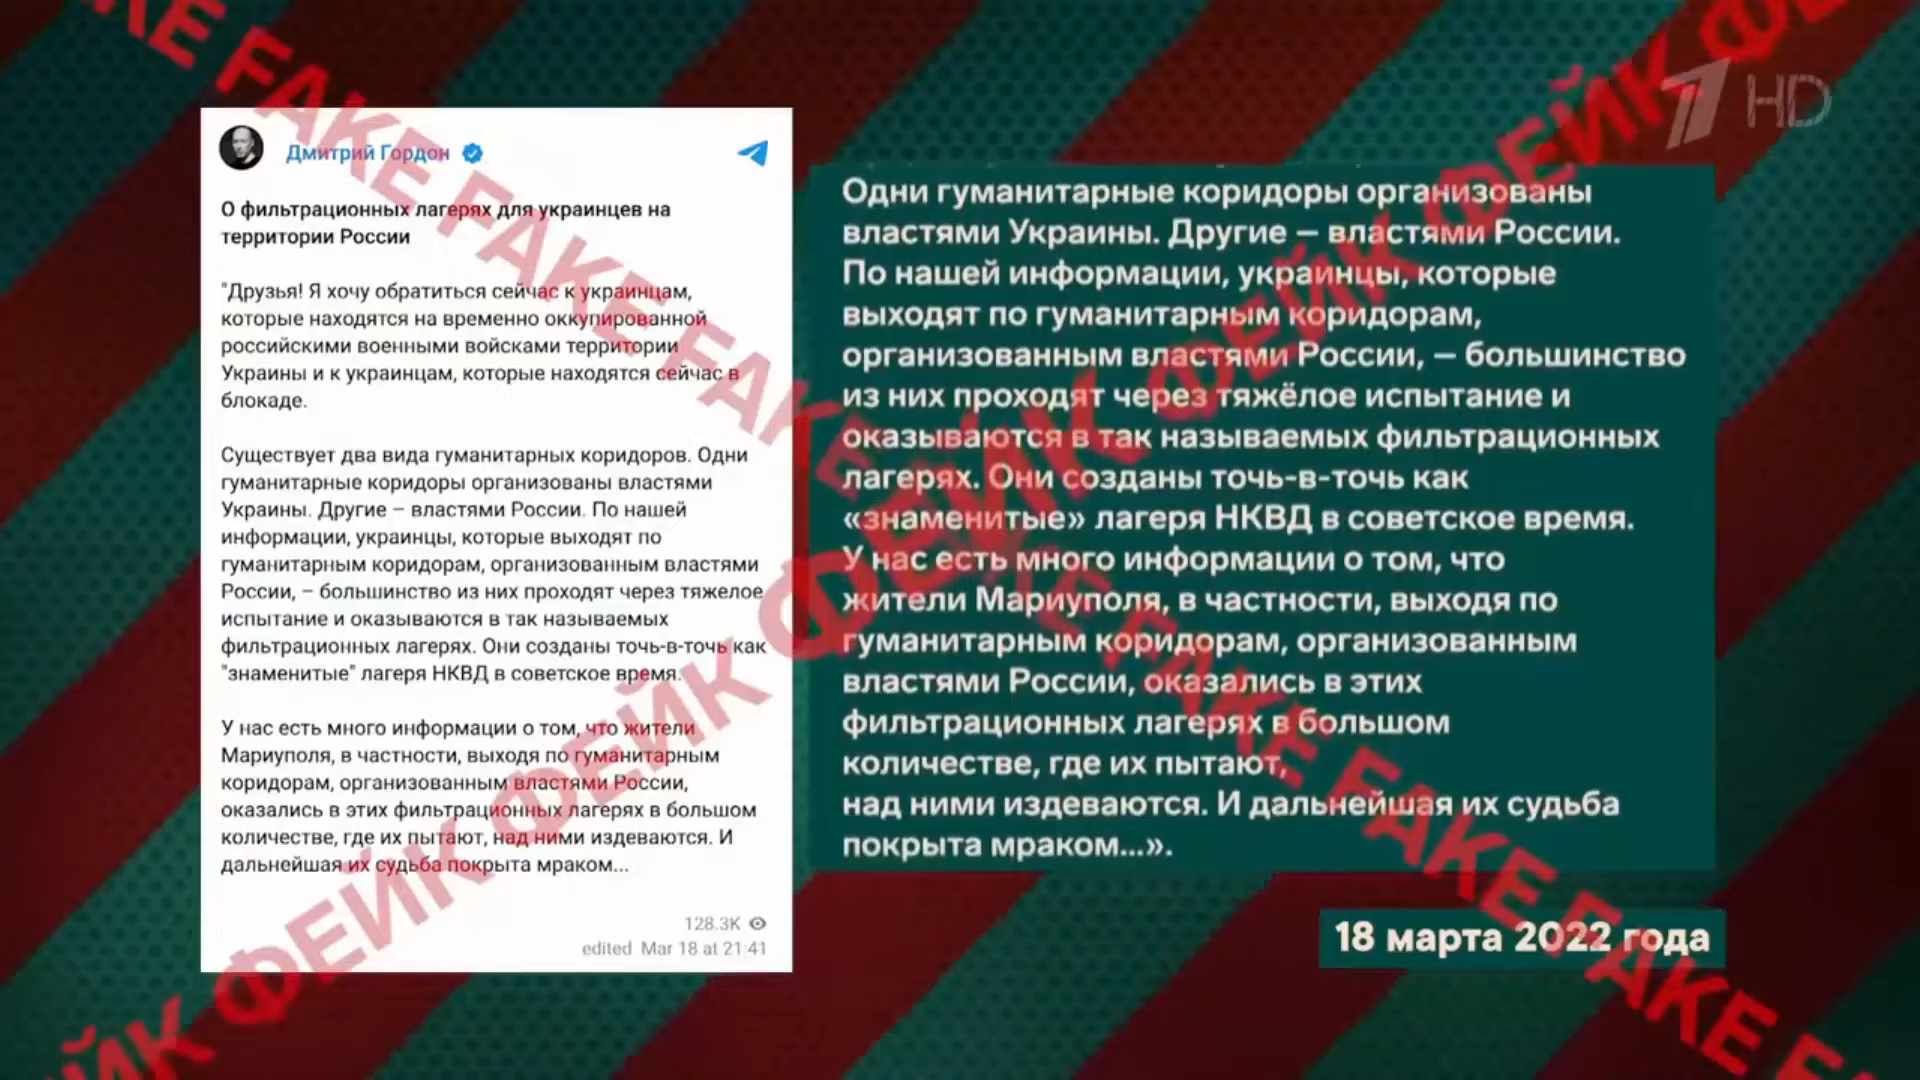 Дмитрий Гордон
О фильтрационных лагерях для украинцев на
территории России
"Друзья! Я хочу обратиться сейчас к украинцам,
которые находятся на временно оккупированной
российскими военными войсками территории
Украины и к украинцам, которые находятся сейчас в
блокаде.
Существует два вида гуманитарных коридоров. Одни
гуманитарные коридоры организованы властями
Украины. Другие – властями России. По нашей
информации, украинцы, которые выходят по
гуманитарным коридорам, организованным властями
России, – большинство из них проходят через тяжелое
испытание и оказываются в так называемых
фильтрационных лагерях. Они созданы точь-в-точь как
"знаменитые" лагеря НКВД в советское время.
У нас есть много информации о том, что жители
Мариуполя, в частности, выходя по гуманитарным
коридорам, организованным властями России,
оказались в этих фильтрационных лагерях в большом
количестве, где их пытают, над ними издеваются. И
дальнейшая их судьба покрыта мраком...
128.3K
edited Mar 18 at 21:41
HD
Одни гуманитарные коридоры организованы
властями Украины. Другие – властями России.
По нашей информации, украинцы, которые
выходят по гуманитарным коридорам,
организованным властями России, – большинство
из них проходят через тяжёлое испытание и
оказываются в так называемых фильтрационных
лагерях. Они созданы точь-в-точь как
«знаменитые» лагеря НКВД в советское время.
У нас есть много информации о том, что
жители Мариуполя, в частности, выходя по
гуманитарным коридорам, организованным
властями России, оказались в этих
фильтрационных лагерях в большом
количестве, где их пытают,
над ними издеваются. И дальнейшая их судьба
покрыта мраком...».
18 марта 2022 года
FAKE FAKE FAKE FAKE FAKE FAKE FAKE FAKE
ФЕЙК ФЕЙК ФЕЙК ФЕЙК ФЕЙК ФЕЙК